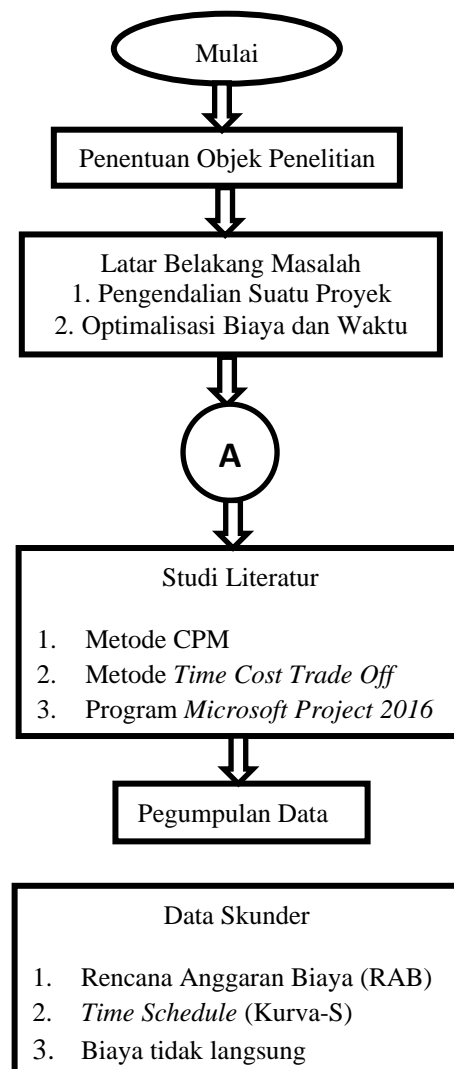 Mulai
Penentuan Objek Penelitian
Latar Belakang Masalah
1. Pengendalian Suatu Proyek
2. Optimalisasi Biaya dan Waktu
A
Studi Literatur
1. Metode CPM
2. Metode Time Cost Trade Off
3. Program Microsoft Project 2016
Pegumpulan Data
Data Skunder
1. Rencana Anggaran Biaya (RAB)
2. Time Schedule (Kurva-S)
3. Biaya tidak langsung